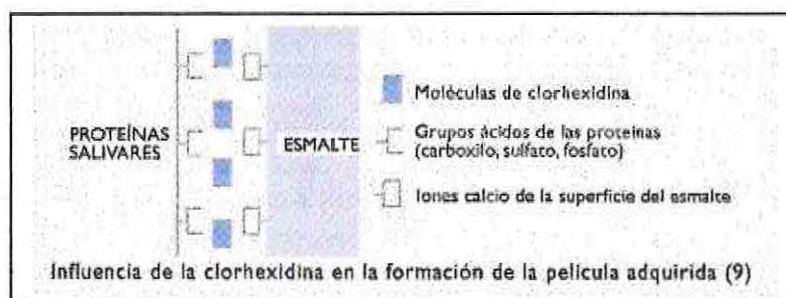 PROTEÍNAS
SALIVARES
ESMALTE
Moléculas de clorhexidina
Grupos ácidos de las proteínas
(carboxilo, sulfato, fosfato)
Iones calcio de la superficie del esmalte
Influencia de la clorhexidina en la formación de la película adquirida (9)